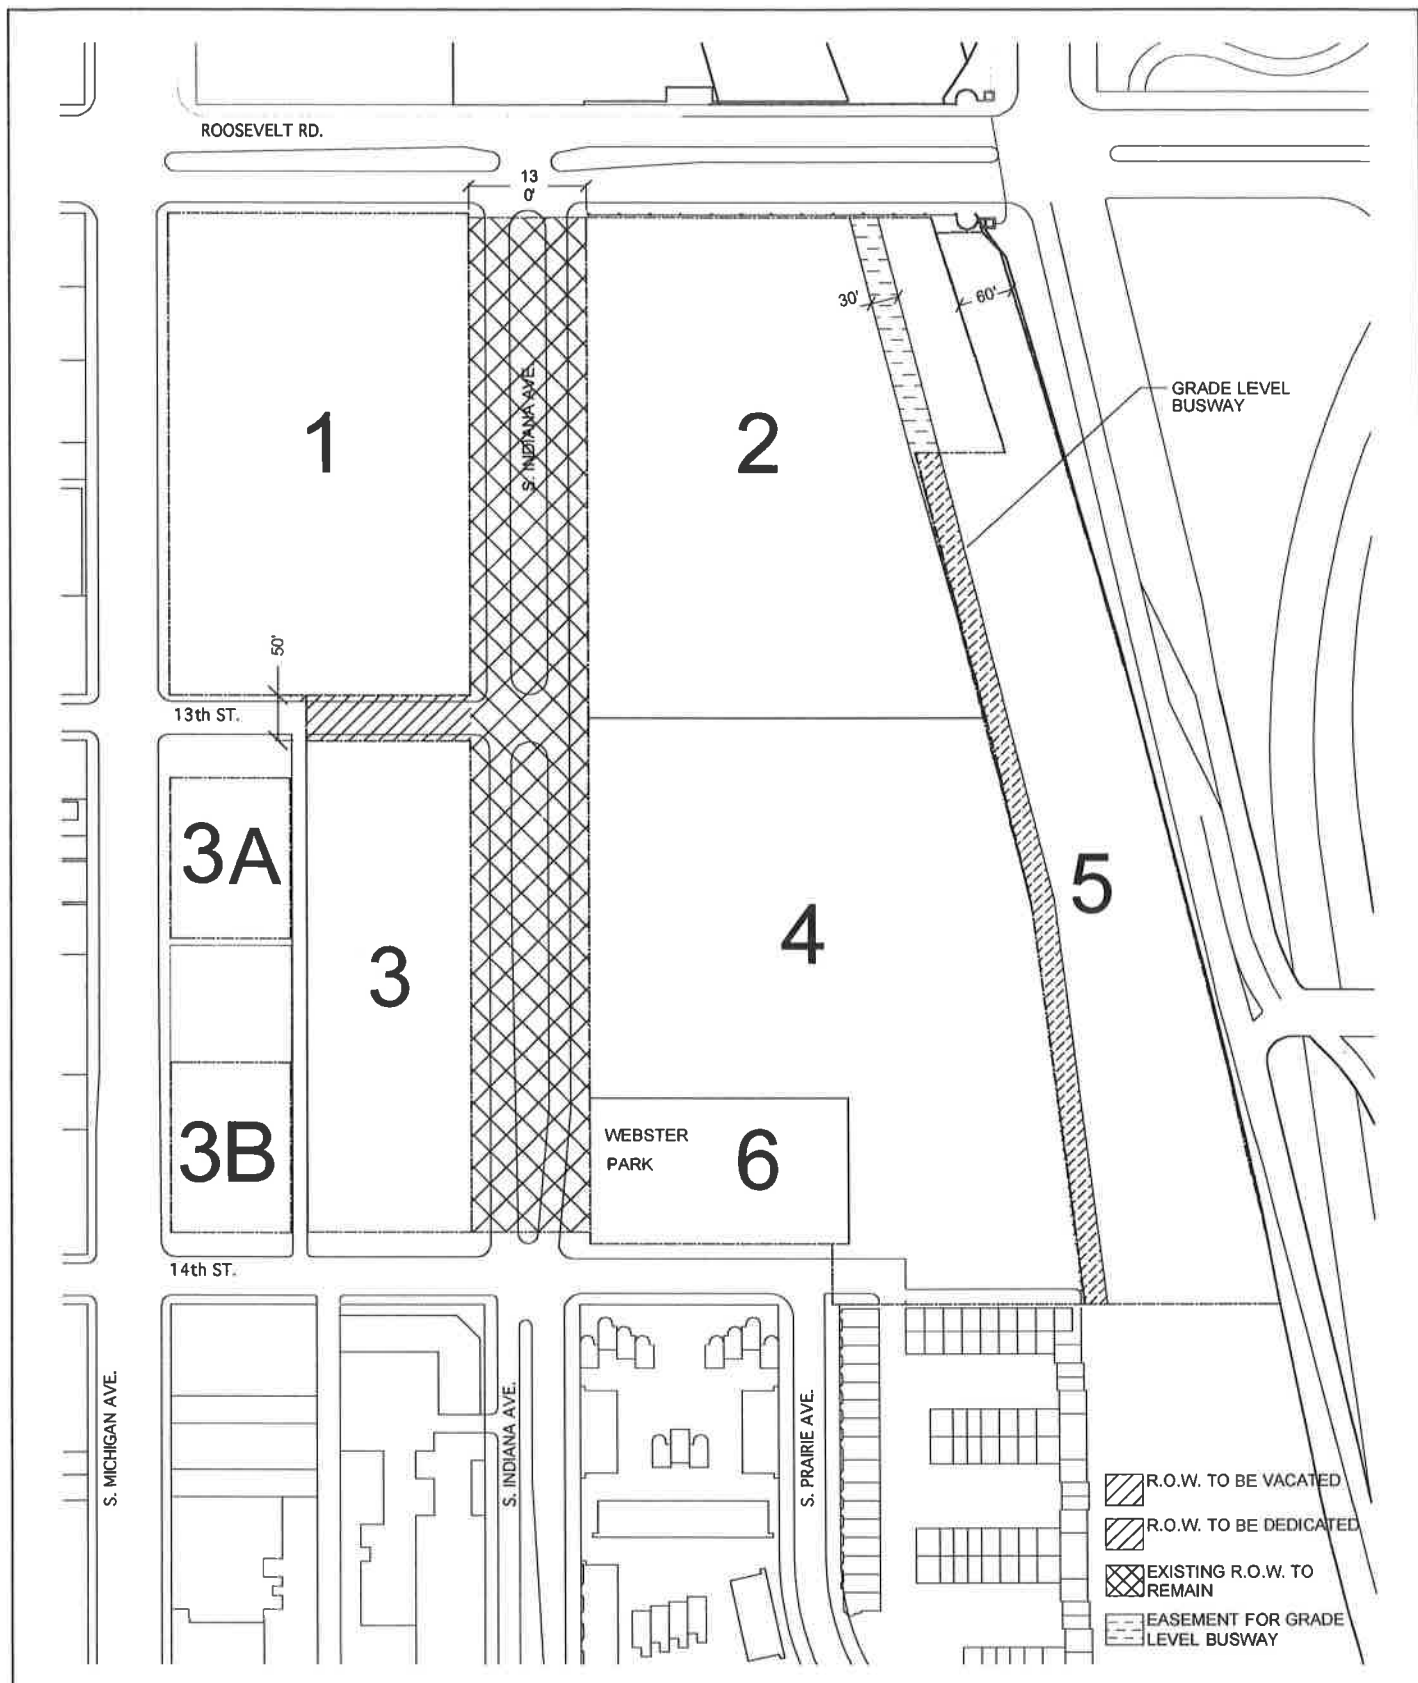 ROOSEVELT RD.
13
0'
S. INDIANA AVE.
30'
60'
GRADE LEVEL
BUSWAY
1
2
50'
13th ST.
3A
3
4
5
3B
WEBSTER
PARK
6
14th ST.
S. MICHIGAN AVE.
S. INDIANA AVE.
S. PRAIRIE AVE.
R.O.W. TO BE VACATED
R.O.W. TO BE DEDICATED
EXISTING R.O.W. TO
REMAIN
EASEMENT FOR GRADE
LEVEL BUSWAY